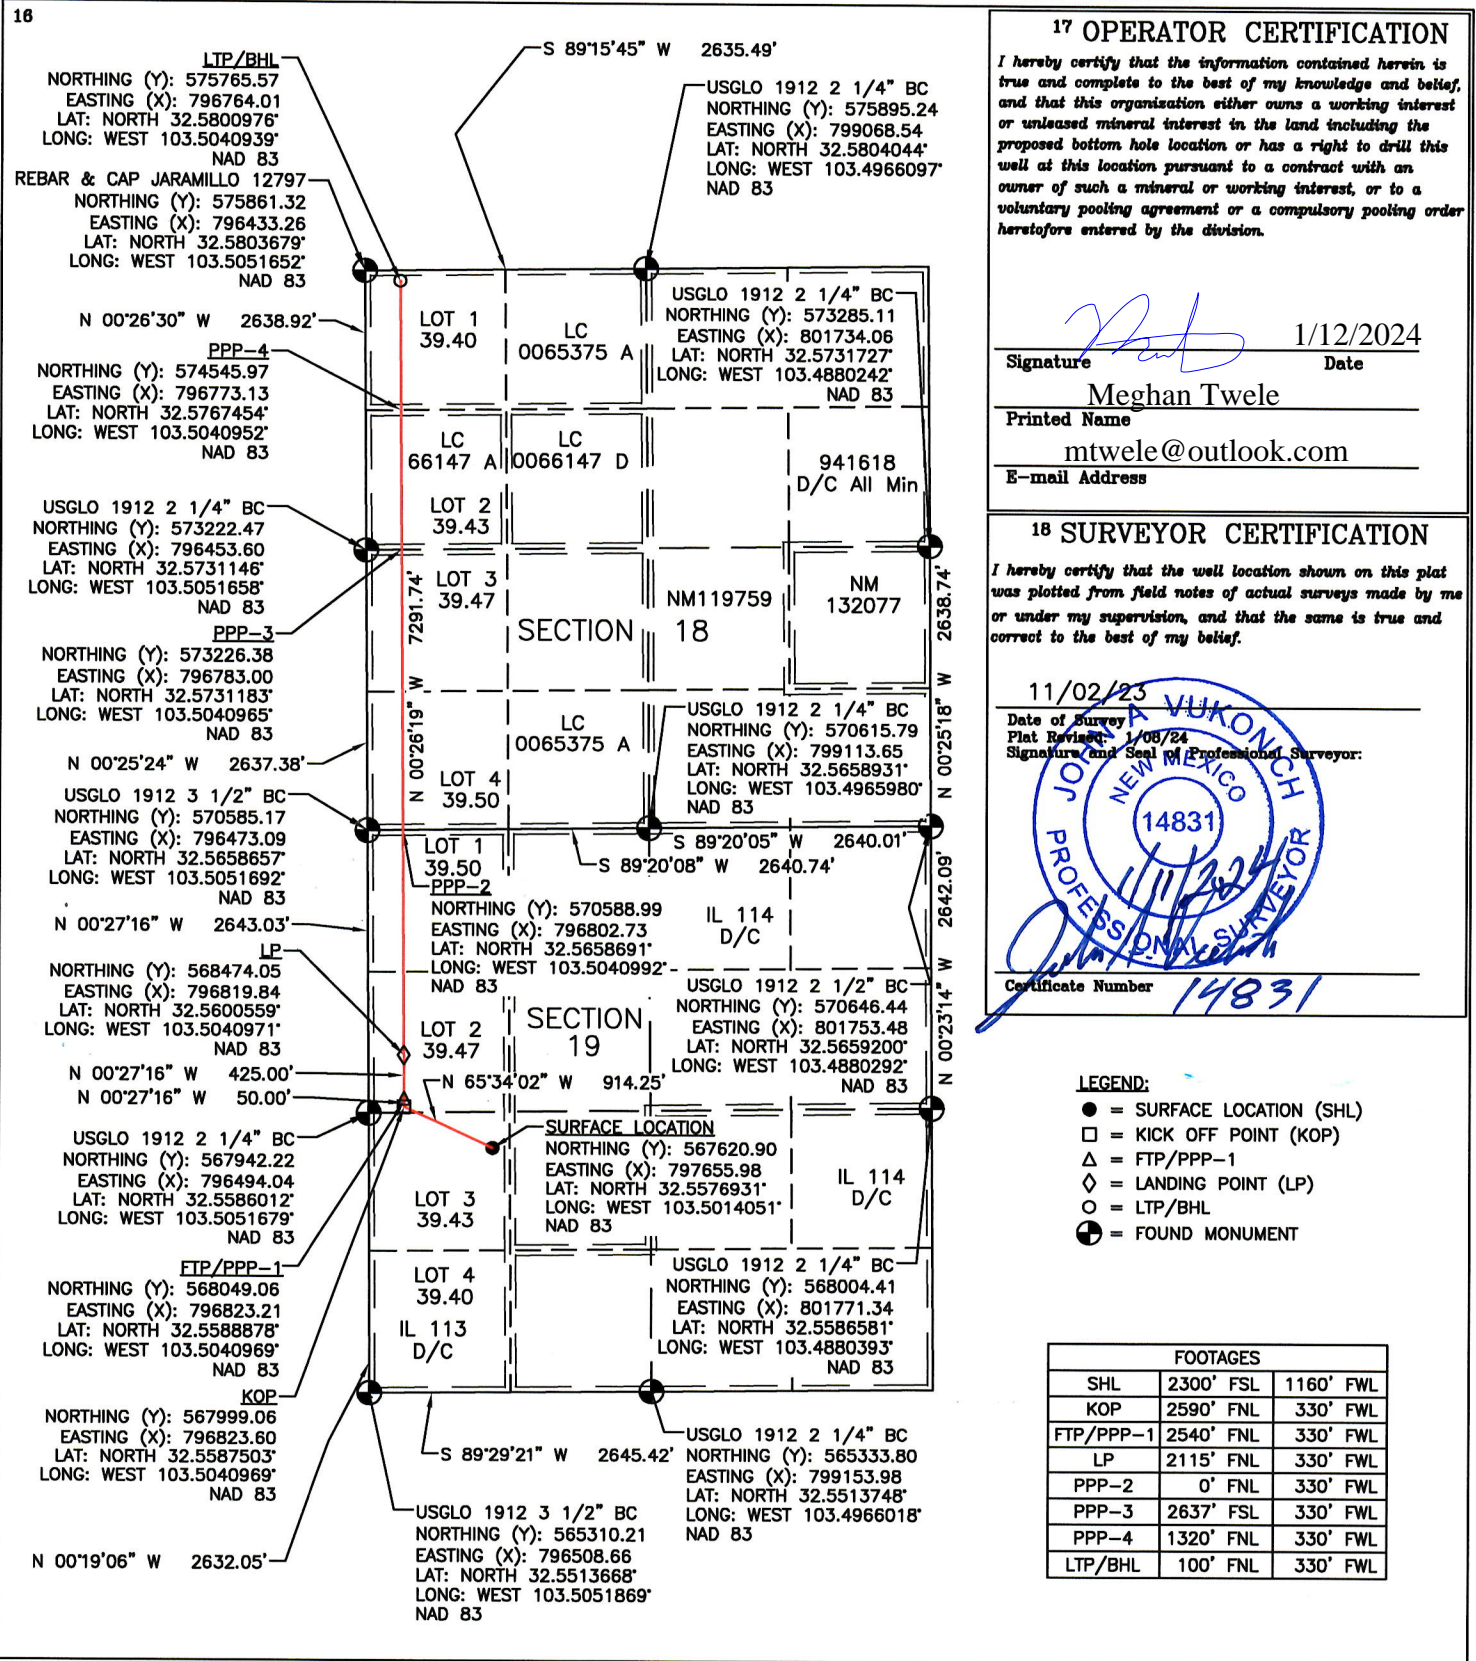 16
LTP/BHL
NORTHING (Y): 575765.57
EASTING (X): 796764.01
LAT: NORTH 32.5800976°
LONG: WEST 103.5040939°
NAD 83
REBAR & CAP JARAMILLO 12797
NORTHING (Y): 575861.32
EASTING (X): 796433.26
LAT: NORTH 32.5803679°
LONG: WEST 103.5051652°
NAD 83
N 00°26'30" W 2638.92'
PPP-4
NORTHING (Y): 574545.97
EASTING (X): 796773.13
LAT: NORTH 32.5767454°
LONG: WEST 103.5040952°
NAD 83
USGLO 1912 2 1/4" BC
NORTHING (Y): 573222.47
EASTING (X): 796453.60
LAT: NORTH 32.5731146°
LONG: WEST 103.5051658°
NAD 83
PPP-3
NORTHING (Y): 573226.38
EASTING (X): 796783.00
LAT: NORTH 32.5731183°
LONG: WEST 103.5040965°
NAD 83
N 00°25'24" W 2637.38'
USGLO 1912 3 1/2" BC
NORTHING (Y): 570585.17
EASTING (X): 796473.09
LAT: NORTH 32.5658657°
LONG: WEST 103.5051692°
NAD 83
N 00°27'16" W 2643.03'
LP
NORTHING (Y): 568474.05
EASTING (X): 796819.84
LAT: NORTH 32.5600559°
LONG: WEST 103.5040971°
NAD 83
N 00°27'16" W 425.00'
N 00°27'16" W 50.00'
USGLO 1912 2 1/4" BC
NORTHING (Y): 567942.22
EASTING (X): 796494.04
LAT: NORTH 32.5586012°
LONG: WEST 103.5051679°
NAD 83
FTP/PPP-1
NORTHING (Y): 568049.06
EASTING (X): 796823.21
LAT: NORTH 32.5588878°
LONG: WEST 103.5040969°
NAD 83
KOP
NORTHING (Y): 567999.06
EASTING (X): 796823.60
LAT: NORTH 32.5587503°
LONG: WEST 103.5040969°
NAD 83
N 00°19'06" W 2632.05'
S 89°15'45" W 2635.49'
USGLO 1912 2 1/4" BC
NORTHING (Y): 575895.24
EASTING (X): 799068.54
LAT: NORTH 32.5804044°
LONG: WEST 103.4966097°
NAD 83
LOT 1
39.40
LC
0065375 A
USGLO 1912 2 1/4" BC
NORTHING (Y): 573285.11
EASTING (X): 801734.06
LAT: NORTH 32.5731727°
LONG: WEST 103.4880242°
NAD 83
LC
66147 A
LC
0066147 D
941618
D/C All Min
LOT 2
39.43
LOT 3
39.47
NM119759
NM
132077
SECTION 18
N 00°26'19" W 7291.74'
N 00°25'18" W 2638.74'
LC
0065375 A
LOT 4
39.50
USGLO 1912 2 1/4" BC
NORTHING (Y): 570615.79
EASTING (X): 799113.65
LAT: NORTH 32.5658931°
LONG: WEST 103.4965980°
NAD 83
S 89°20'05" W 2640.01'
S 89°20'08" W 2640.74'
LOT 1
39.50
PPP-2
NORTHING (Y): 570588.99
EASTING (X): 796802.73
LAT: NORTH 32.5658691°
LONG: WEST 103.5040992°
NAD 83
IL 114
D/C
N 00°23'14" W 2642.09'
USGLO 1912 2 1/2" BC
NORTHING (Y): 570646.44
EASTING (X): 801753.48
LAT: NORTH 32.5659200°
LONG: WEST 103.4880292°
NAD 83
LOT 2
39.47
SECTION
19
N 65°34'02" W 914.25'
SURFACE LOCATION
NORTHING (Y): 567620.90
EASTING (X): 797655.98
LAT: NORTH 32.5576931°
LONG: WEST 103.5014051°
NAD 83
IL 114
D/C
LOT 3
39.43
LOT 4
39.40
IL 113
D/C
USGLO 1912 2 1/4" BC
NORTHING (Y): 568004.41
EASTING (X): 801771.34
LAT: NORTH 32.5586581°
LONG: WEST 103.4880393°
NAD 83
S 89°29'21" W 2645.42'
USGLO 1912 2 1/4" BC
NORTHING (Y): 565333.80
EASTING (X): 799153.98
LAT: NORTH 32.5513748°
LONG: WEST 103.4966018°
NAD 83
USGLO 1912 3 1/2" BC
NORTHING (Y): 565310.21
EASTING (X): 796508.66
LAT: NORTH 32.5513668°
LONG: WEST 103.5051869°
NAD 83
17 OPERATOR CERTIFICATION
I hereby certify that the information contained herein is
true and complete to the best of my knowledge and belief,
and that this organization either owns a working interest
or unleased mineral interest in the land including the
proposed bottom hole location or has a right to drill this
well at this location pursuant to a contract with an
owner of such a mineral or working interest, or to a
voluntary pooling agreement or a compulsory pooling order
heretofore entered by the division.
1/12/2024
Signature Date
Meghan Twele
Printed Name
mtwele@outlook.com
E-mail Address
18 SURVEYOR CERTIFICATION
I hereby certify that the well location shown on this plat
was plotted from field notes of actual surveys made by me
or under my supervision, and that the same is true and
correct to the best of my belief.
11/02/23
Date of Survey
Plat Revised: 1/08/24
Signature and Seal of Professional Surveyor:
JOHN A VUKONICH
NEW MEXICO
14831
PROFESSIONAL SURVEYOR
1/11/2024
Certificate Number 14831
LEGEND:
= SURFACE LOCATION (SHL)
= KICK OFF POINT (KOP)
= FTP/PPP-1
= LANDING POINT (LP)
= LTP/BHL
= FOUND MONUMENT
FOOTAGES
SHL 2300' FSL 1160' FWL
KOP 2590' FNL 330' FWL
FTP/PPP-1 2540' FNL 330' FWL
LP 2115' FNL 330' FWL
PPP-2 0' FNL 330' FWL
PPP-3 2637' FSL 330' FWL
PPP-4 1320' FNL 330' FWL
LTP/BHL 100' FNL 330' FWL